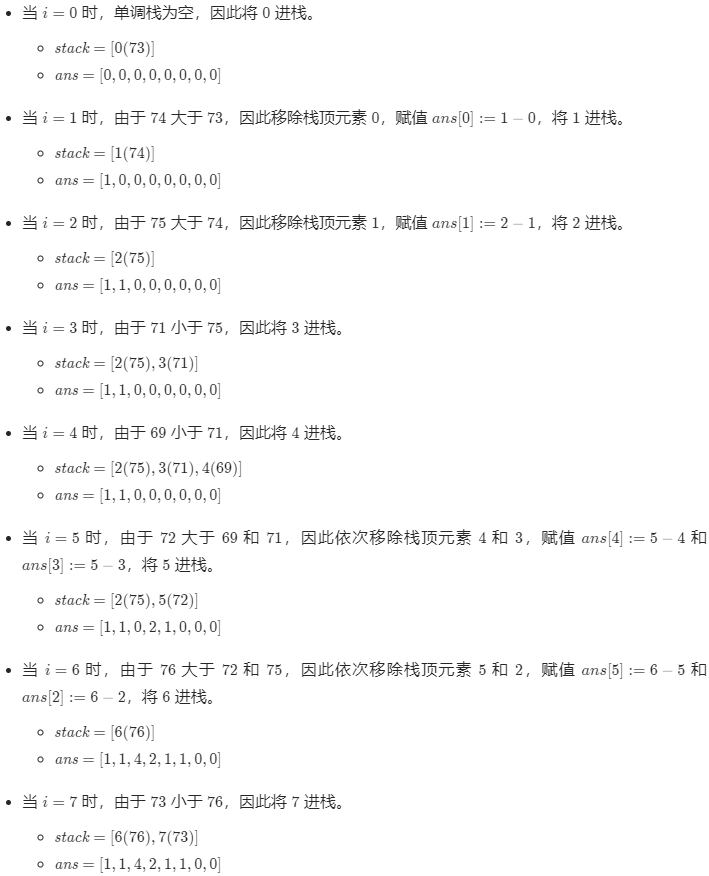 • 当 i = 0 时，单调栈为空，因此将 0 进栈。
◦ stack = [0(73)]
◦ ans = [0, 0, 0, 0, 0, 0, 0, 0]
• 当 i = 1 时，由于 74 大于 73，因此移除栈顶元素 0，赋值 ans[0] := 1 − 0，将 1 进栈。
◦ stack = [1(74)]
◦ ans = [1, 0, 0, 0, 0, 0, 0, 0]
• 当 i = 2 时，由于 75 大于 74，因此移除栈顶元素 1，赋值 ans[1] := 2 − 1，将 2 进栈。
◦ stack = [2(75)]
◦ ans = [1, 1, 0, 0, 0, 0, 0, 0]
• 当 i = 3 时，由于 71 小于 75，因此将 3 进栈。
◦ stack = [2(75), 3(71)]
◦ ans = [1, 1, 0, 0, 0, 0, 0, 0]
• 当 i = 4 时，由于 69 小于 71，因此将 4 进栈。
◦ stack = [2(75), 3(71), 4(69)]
◦ ans = [1, 1, 0, 0, 0, 0, 0, 0]
• 当 i = 5 时，由于 72 大于 69 和 71，因此依次移除栈顶元素 4 和 3，赋值 ans[4] := 5 − 4 和
ans[3] := 5 − 3，将 5 进栈。
◦ stack = [2(75), 5(72)]
◦ ans = [1, 1, 0, 2, 1, 0, 0, 0]
• 当 i = 6 时，由于 76 大于 72 和 75，因此依次移除栈顶元素 5 和 2，赋值 ans[5] := 6 − 5 和
ans[2] := 6 − 2，将 6 进栈。
◦ stack = [6(76)]
◦ ans = [1, 1, 4, 2, 1, 1, 0, 0]
• 当 i = 7 时，由于 73 小于 76，因此将 7 进栈。
◦ stack = [6(76), 7(73)]
◦ ans = [1, 1, 4, 2, 1, 1, 0, 0]